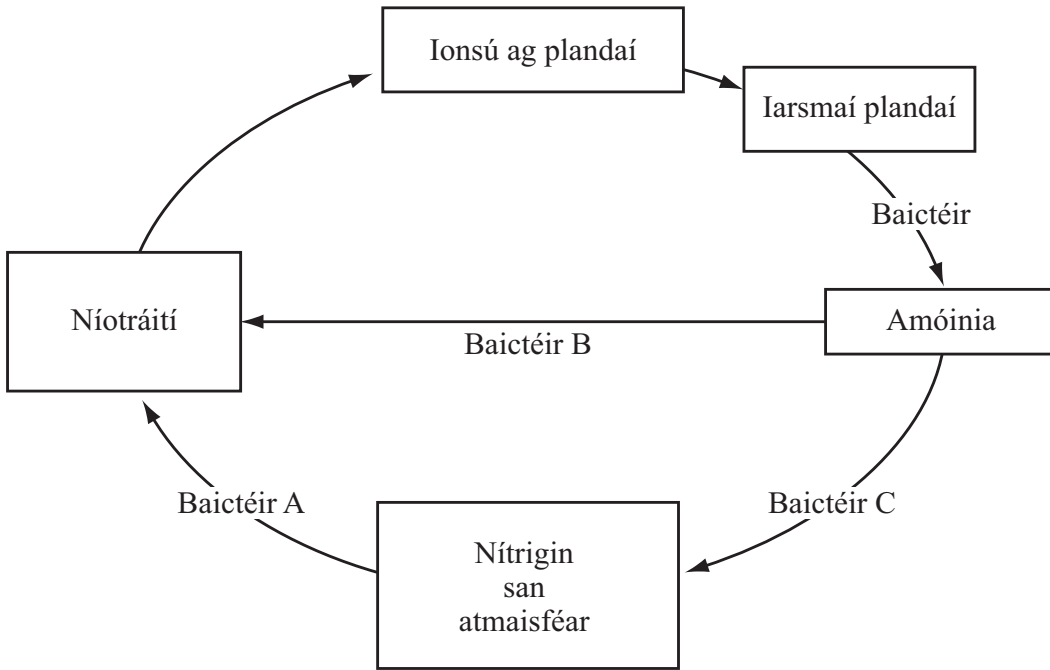 Ionsú ag plandaí
Iarsmaí plandaí
Baictéir
Níotráití
Amóinia
Baictéir B
Baictéir A
Baictéir C
Nítrigin
san
atmaisféar